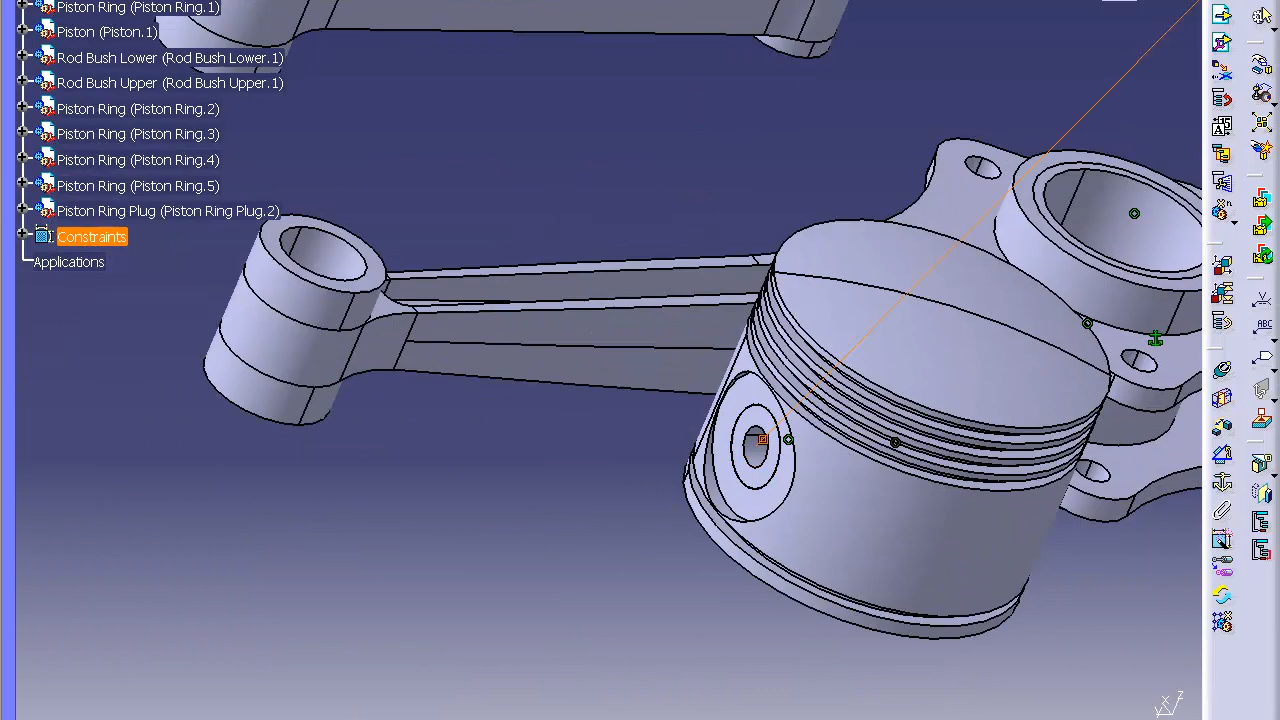 Piston Ring (Piston Ring.1)
Piston (Piston.1)
Rod Bush Lower (Rod Bush Lower.1)
Rod Bush Upper (Rod Bush Upper.1)
Piston Ring (Piston Ring.2)
Piston Ring (Piston Ring.3)
Piston Ring (Piston Ring.4)
Piston Ring (Piston Ring.5)
Piston Ring Plug (Piston Ring Plug.2)
Constraints
Applications
ABC
x
z